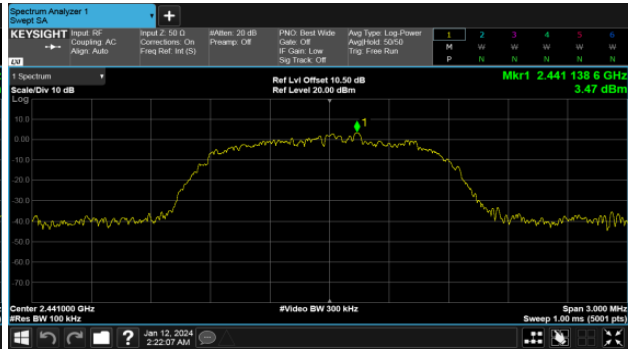 Spectrum Analyzer 1
Swept SA
+
KEYSIGHT Input: RF Input Z: 50 Ω #Atten: 20 dB PNO: Best Wide Avg Type: Log-Power 1 2 3 4 5 6
Coupling: AC Corrections: On Preamp: Off Gate: Off Avg|Hold: 50/50 M W W W W W
Align: Auto Freq Ref: Int (S) IF Gain: Low Trig: Free Run
LXI Sig Track: Off P N N N N N
1 Spectrum Ref Lvl Offset 10.50 dB Mkr1 2.441 138 6 GHz
Scale/Div 10 dB Ref Level 20.00 dBm 3.47 dBm
Log
10.0
1
0.00
-10.0
-20.0
-30.0
-40.0
-50.0
-60.0
70.0 -70.0
Center 2.441000 GHz #Video BW 300 kHz Span 3.000 MHz
#Res BW 100 kHz Sweep 1.00 ms (5001 pts)
? Jan 12, 2024
2:22:07 AM